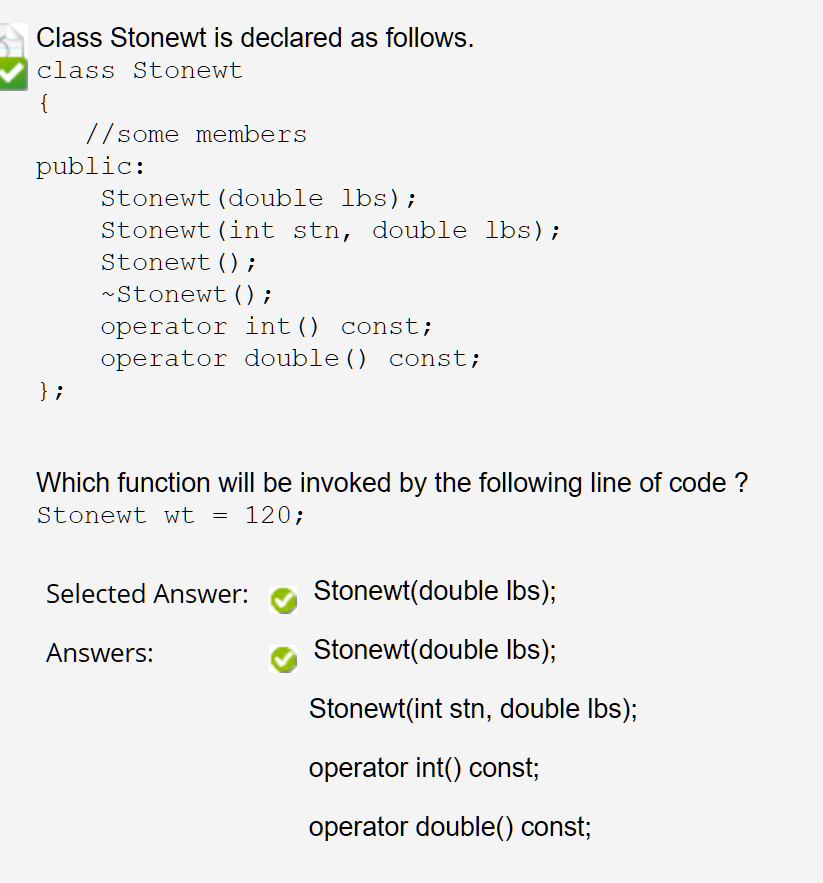 Class Stonewt is declared as follows.
class Stonewt
{
//some members
public:
Stonewt(double lbs);
Stonewt(int stn, double lbs);
Stonewt();
~Stonewt();
operator int() const;
operator double() const;
};
Which function will be invoked by the following line of code ?
Stonewt wt = 120;
Selected Answer: Stonewt(double lbs);
Answers: Stonewt(double lbs);
Stonewt(int stn, double lbs);
operator int() const;
operator double() const;